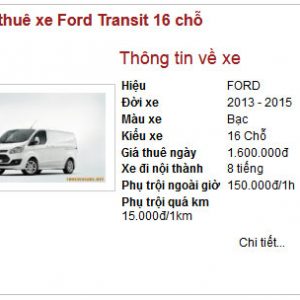 thuê xe Ford Transit 16 chỗ
Thông tin về xe
Hiệu FORD
Đời xe 2013 - 2015
Màu xe Bạc
Kiểu xe 16 Chỗ
Giá thuê ngày 1.600.000đ
Xe đi nội thành 8 tiếng
Phụ trội ngoài giờ 150.000/1h
Phụ trội quá km
15.000đ/1km
Chi tiết...